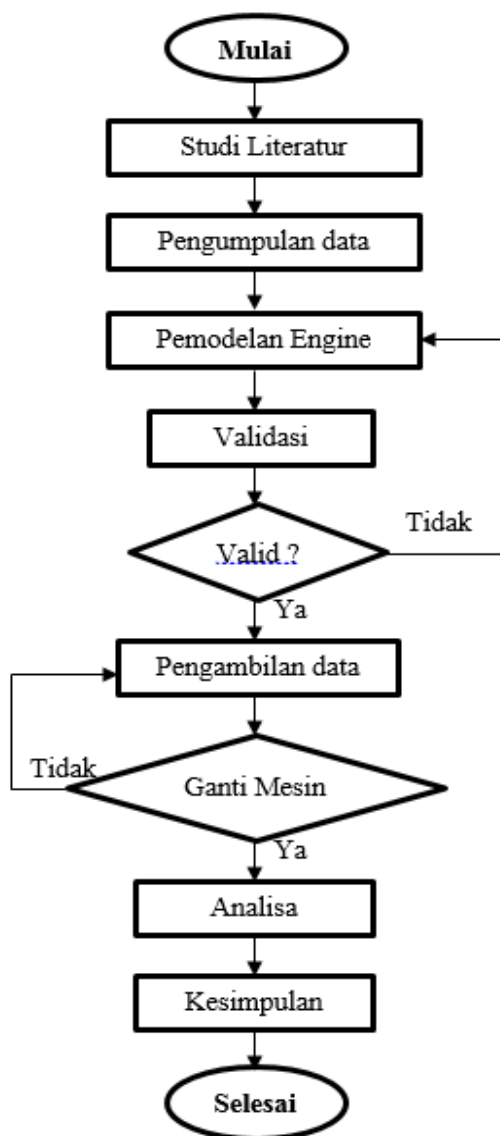 Mulai
Studi Literatur
Pengumpulan data
Pemodelan Engine
Validasi
Tidak
Valid ?
Ya
Pengambilan data
Tidak
Ganti Mesin
Ya
Analisa
Kesimpulan
Selesai